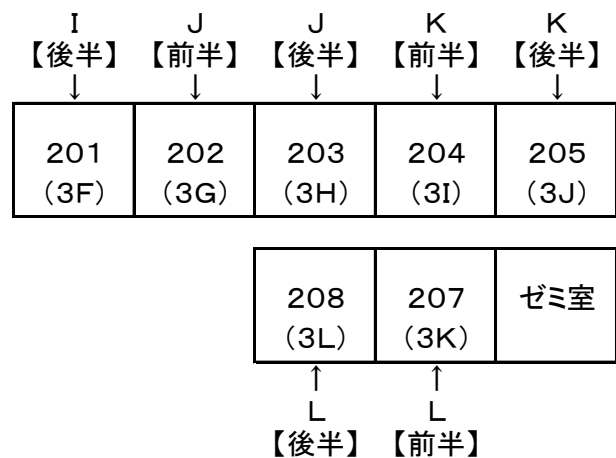 I J J K K
【後半】 【前半】 【後半】 【前半】 【後半】
↓ ↓ ↓ ↓ ↓
201 202 203 204 205
(3F) (3G) (3H) (3I) (3J)
208 207 ゼミ室
(3L) (3K)
↑ ↑
L L
【後半】 【前半】